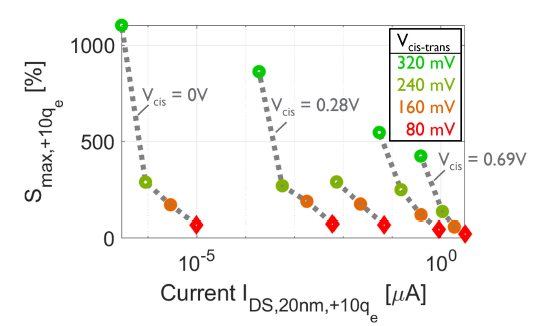 S_max,+10q_e [%]
1000
500
0
V_cis = 0V
V_cis = 0.28V
V_cis = 0.69V
V_cis-trans
320 mV
240 mV
160 mV
80 mV
10^-5
10^0
Current I_DS,20nm,+10q_e [μA]